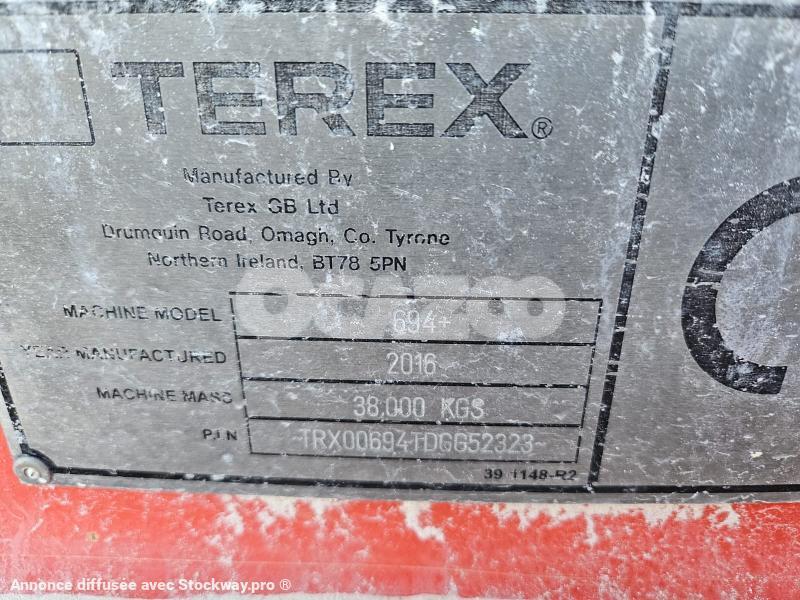 TEREX®
Manufactured By
Terex GB Ltd
Drumquin Road, Omagh, Co. Tyrone
Northern Ireland, BT78 5PN
OCAZOO
MACHINE MODEL 694+
YEAR MANUFACTURED 2016
MACHINE MASS 38,000 KGS
P.I.N TRX00694TDGG52323
39 1148-R2
Annonce diffusée avec Stockway.pro ®